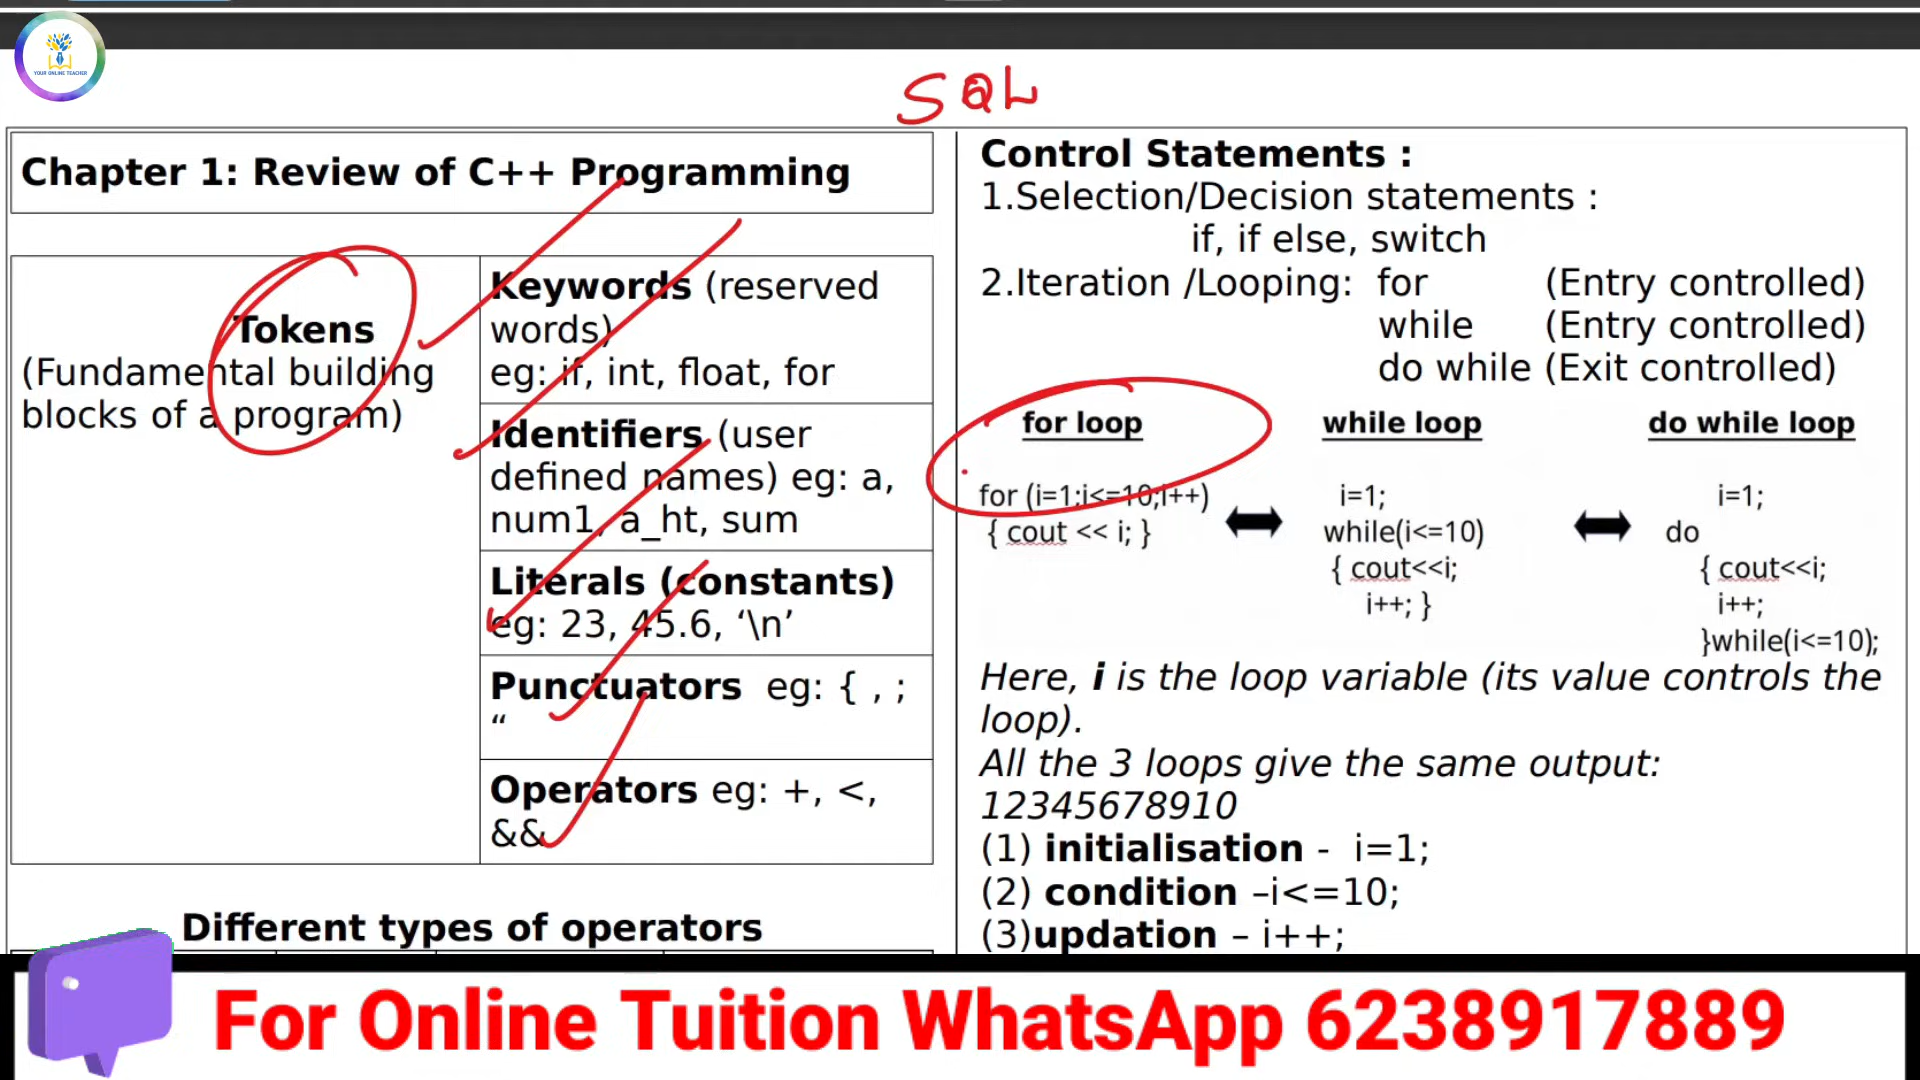 YOUR ONLINE TEACHER
SQL
Chapter 1: Review of C++ Programming
Tokens
(Fundamental building
blocks of a program)
Keywords (reserved
words)
eg: if, int, float, for
Identifiers (user
defined names) eg: a,
num1, a_ht, sum
Literals (constants)
eg: 23, 45.6, ‘\n’
Punctuators eg: { , ;
“
Operators eg: +, <,
&&
Different types of operators
Control Statements :
1.Selection/Decision statements :
if, if else, switch
2.Iteration /Looping: for (Entry controlled)
while (Entry controlled)
do while (Exit controlled)
for loop
for (i=1;i<=10;i++)
{ cout << i; }
while loop
i=1;
while(i<=10)
{ cout<<i;
i++; }
do while loop
i=1;
do
{ cout<<i;
i++;
}while(i<=10);
Here, i is the loop variable (its value controls the
loop).
All the 3 loops give the same output:
12345678910
(1) initialisation - i=1;
(2) condition –i<=10;
(3)updation – i++;
For Online Tuition WhatsApp 6238917889